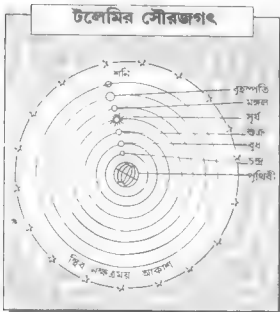 টলেমির সৌরজগৎ
শনি
বৃহস্পতি
মঙ্গল
সূর্য
শুক্র
বুধ
চন্দ্র
পৃথিবী
স্থির নক্ষত্রময় আকাশ